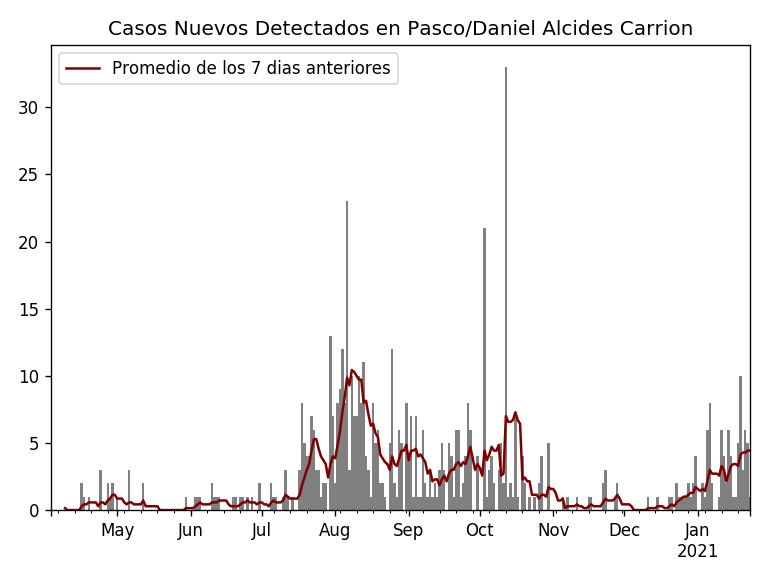 Casos Nuevos Detectados en Pasco/Daniel Alcides Carrion
Promedio de los 7 dias anteriores
30
25
20
15
10
5
0
May Jun Jul Aug Sep Oct Nov Dec Jan
2021